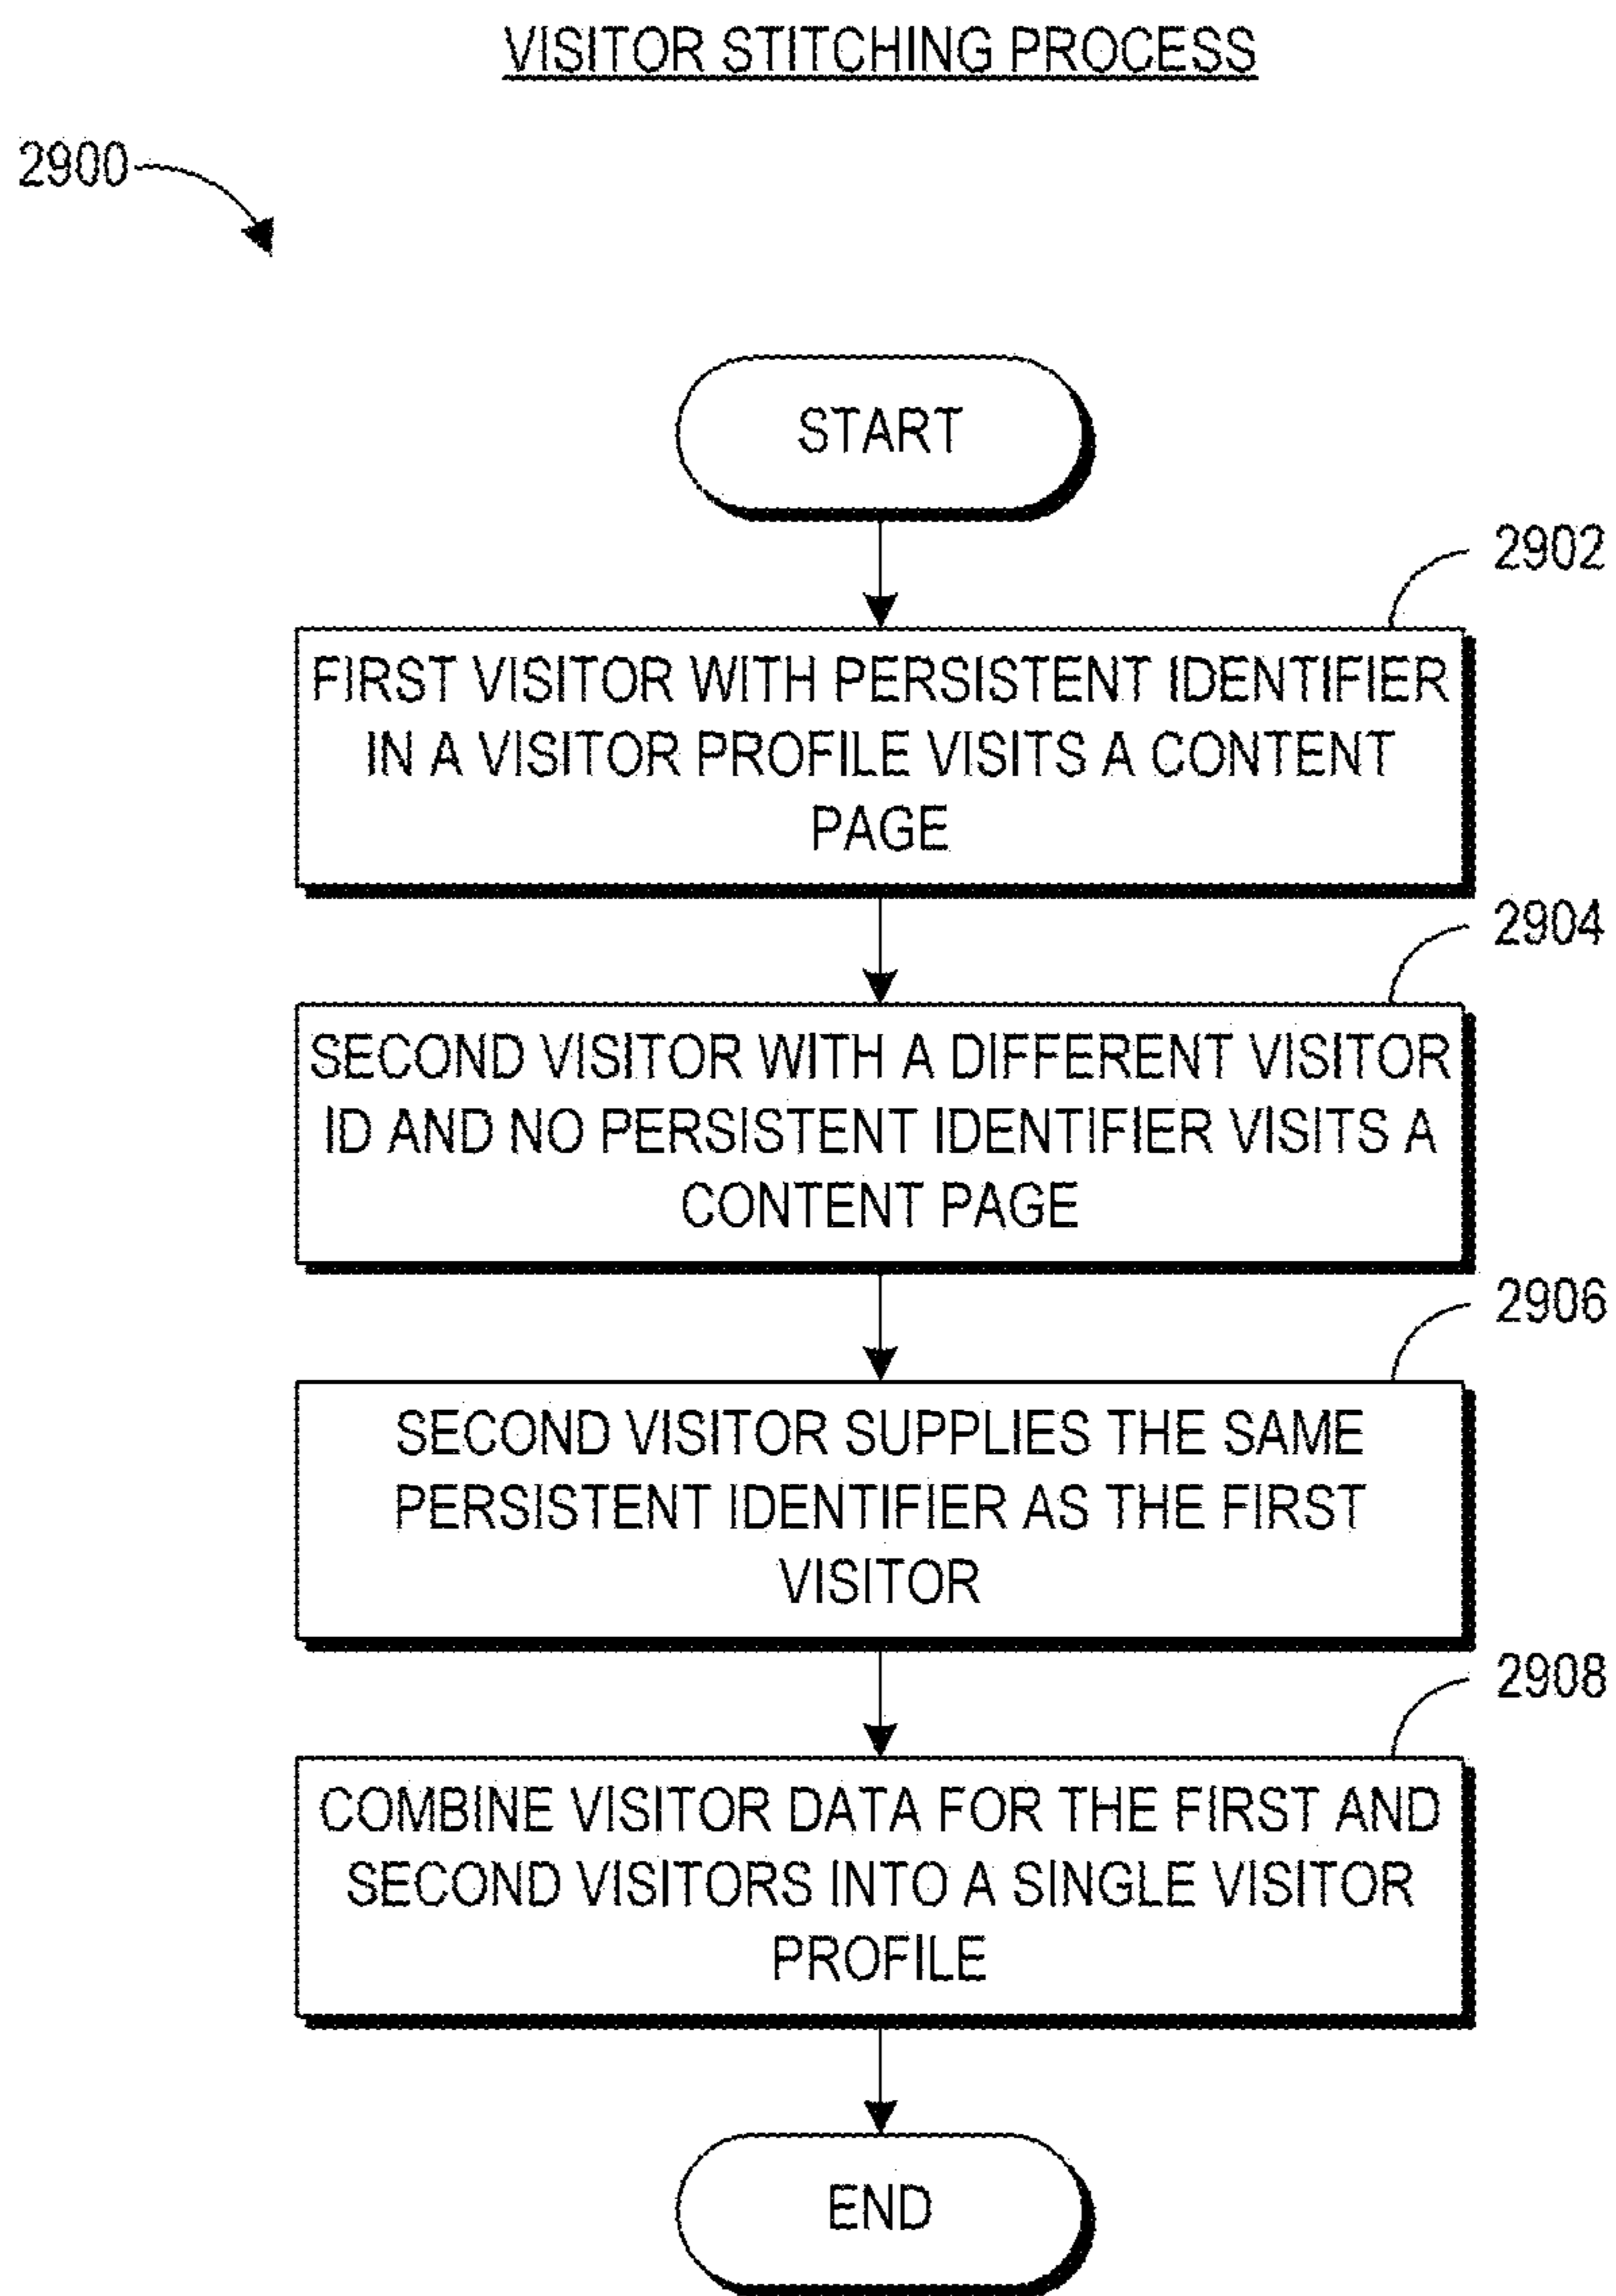 VISITOR STITCHING PROCESS
2900
START
2902
FIRST VISITOR WITH PERSISTENT IDENTIFIER
IN A VISITOR PROFILE VISITS A CONTENT
PAGE
2904
SECOND VISITOR WITH A DIFFERENT VISITOR
ID AND NO PERSISTENT IDENTIFIER VISITS A
CONTENT PAGE
2906
SECOND VISITOR SUPPLIES THE SAME
PERSISTENT IDENTIFIER AS THE FIRST
VISITOR
2908
COMBINE VISITOR DATA FOR THE FIRST AND
SECOND VISITORS INTO A SINGLE VISITOR
PROFILE
END